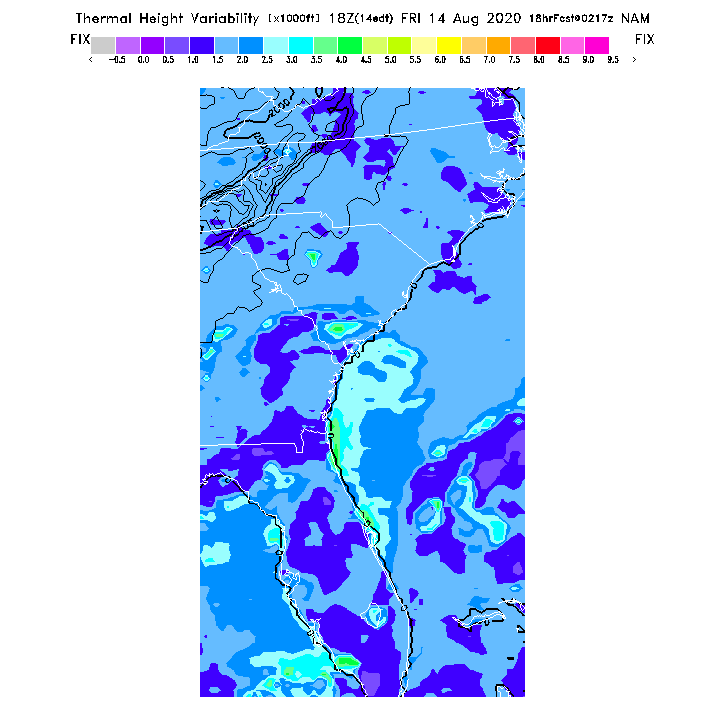 Thermal Height Variability [x1000ft] 18Z(14edt) FRI 14 Aug 2020 18hrFcst@0217z NAM
FIX FIX
< -0.5 0.0 0.5 1.0 1.5 2.0 2.5 3.0 3.5 4.0 4.5 5.0 5.5 6.0 6.5 7.0 7.5 8.0 8.5 9.0 9.5 >
2000
2000